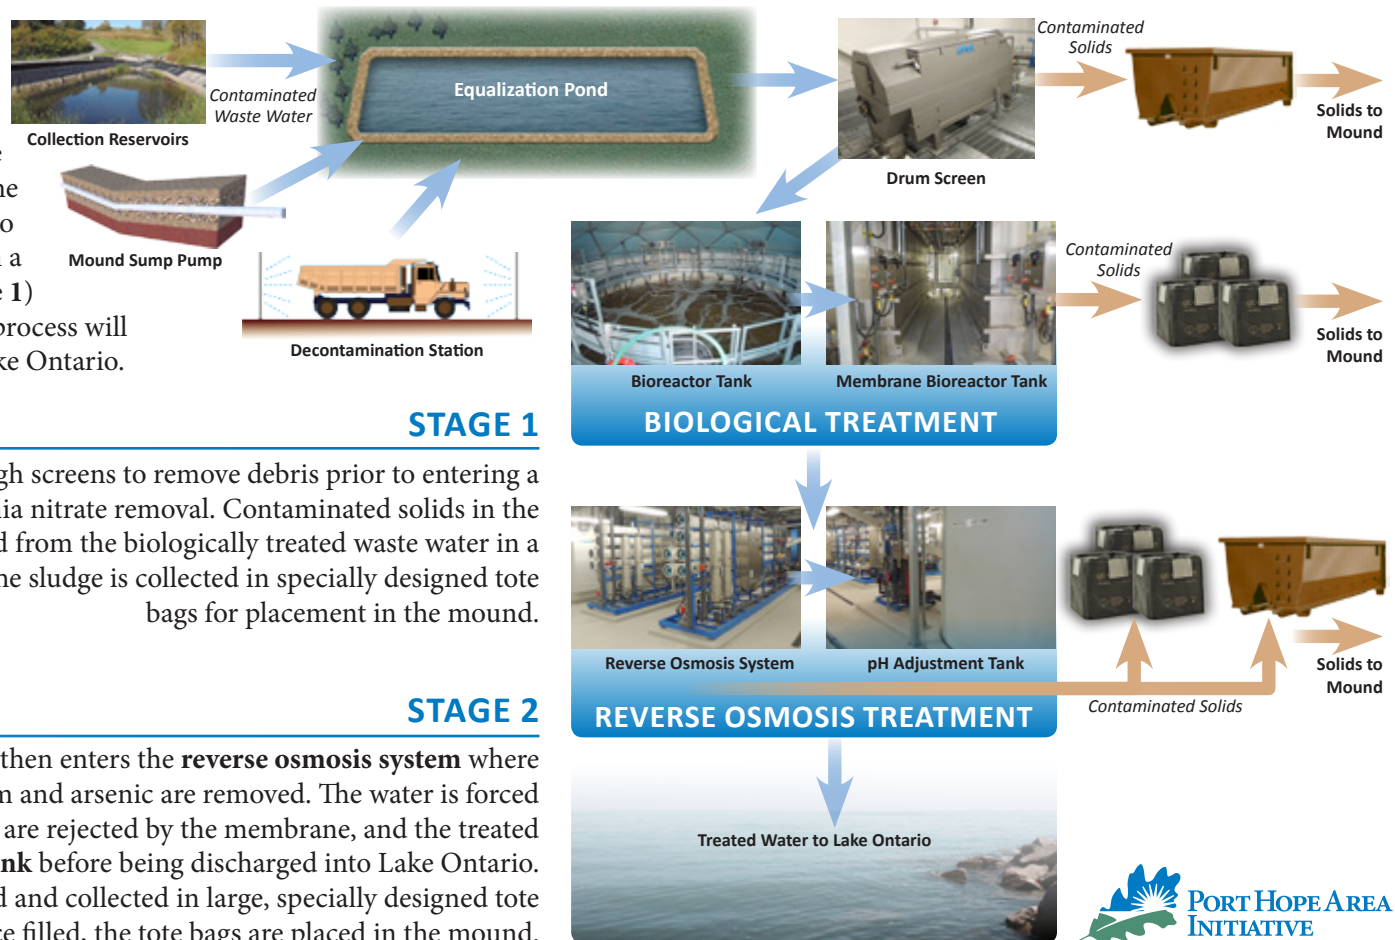 Contaminated
Solids
Equalization Pond
Contaminated
Waste Water
Collection Reservoirs
Solids to
Mound
Drum Screen
to
a
1)
Mound Sump Pump
process will
Ontario.
Decontamination Station
Contaminated
Solids
Solids to
Mound
Bioreactor Tank
Membrane Bioreactor Tank
BIOLOGICAL TREATMENT
STAGE 1
screens to remove debris prior to entering a
nitrate removal. Contaminated solids in the
from the biologically treated waste water in a
sludge is collected in specially designed tote
bags for placement in the mound.
Reverse Osmosis System
pH Adjustment Tank
Solids to
Mound
Contaminated Solids
REVERSE OSMOSIS TREATMENT
STAGE 2
then enters the reverse osmosis system where
and arsenic are removed. The water is forced
are rejected by the membrane, and the treated
before being discharged into Lake Ontario.
and collected in large, specially designed tote
filled, the tote bags are placed in the mound.
Treated Water to Lake Ontario
PORT HOPE AREA
INITIATIVE